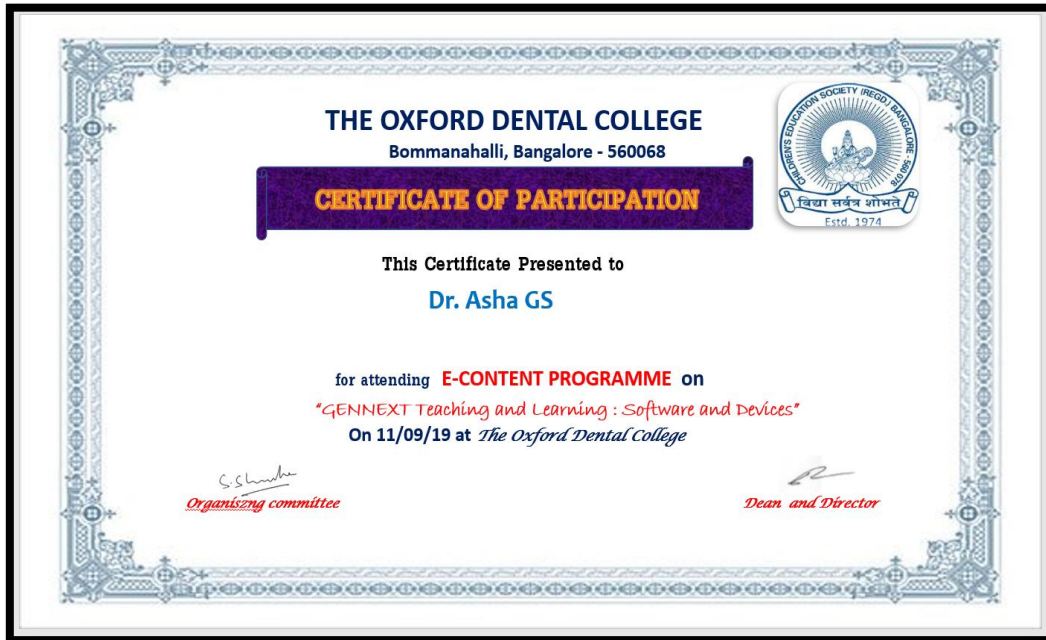 THE OXFORD DENTAL COLLEGE
Bommanahalli, Bangalore - 560068
CHILDREN'S EDUCATION SOCIETY (REGD.) BANGALORE - 560 078
विद्या सर्वत्र शोभते
Estd. 1974
CERTIFICATE OF PARTICIPATION
This Certificate Presented to
Dr. Asha GS
for attending E-CONTENT PROGRAMME on
"GENNEXT Teaching and Learning : Software and Devices"
On 11/09/19 at The Oxford Dental College
Organiszng committee
Dean and Director